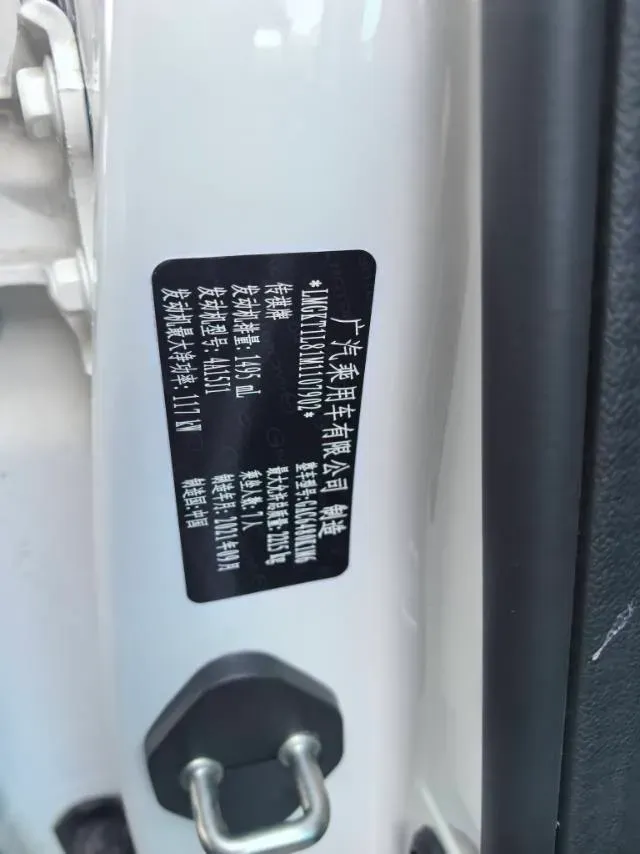 广汽乘用车有限公司 制造
*LMGKT1L81M1107902*
传祺牌 整车型号:GAC6480K1W6
发动机排量:1495 mL 最大允许总质量:2215 kg
发动机型号:4A15J1 乘坐人数:7人
发动机最大净功率:117 kW 制造年月:2021年09月
制造国:中国